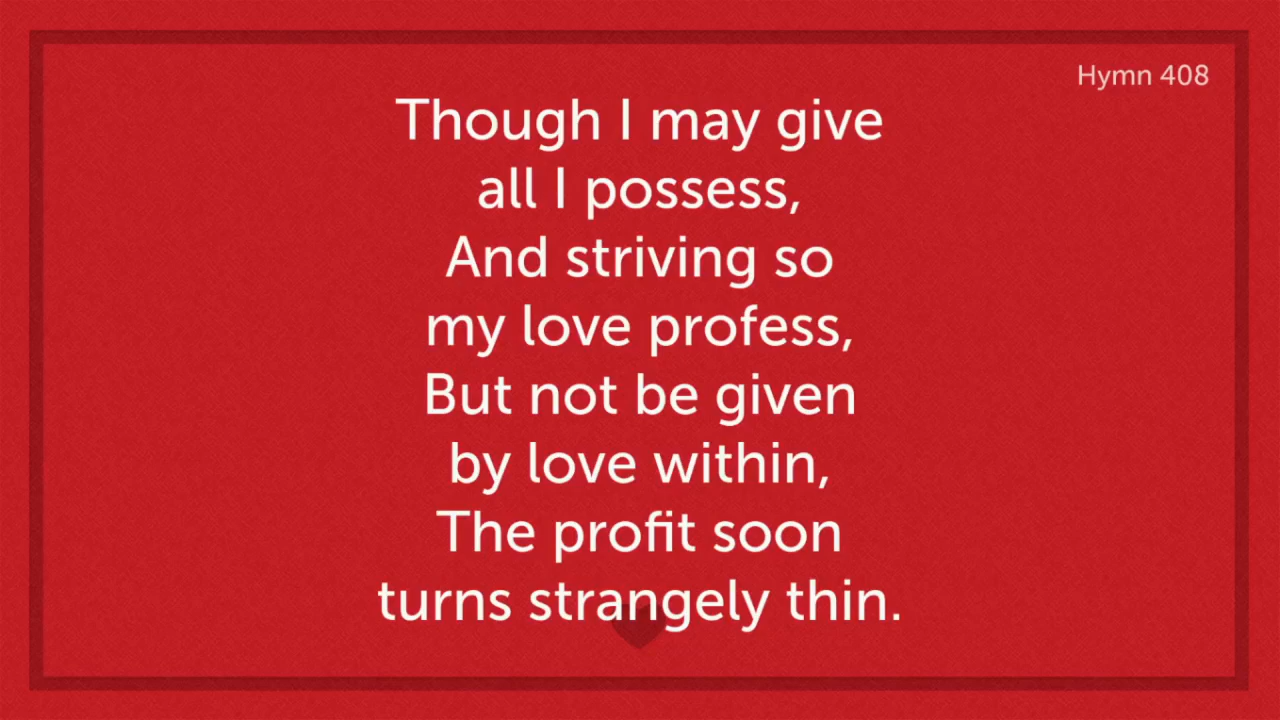 Hymn 408
Though I may give
all I possess,
And striving so
my love profess,
But not be given
by love within,
The profit soon
turns strangely thin.